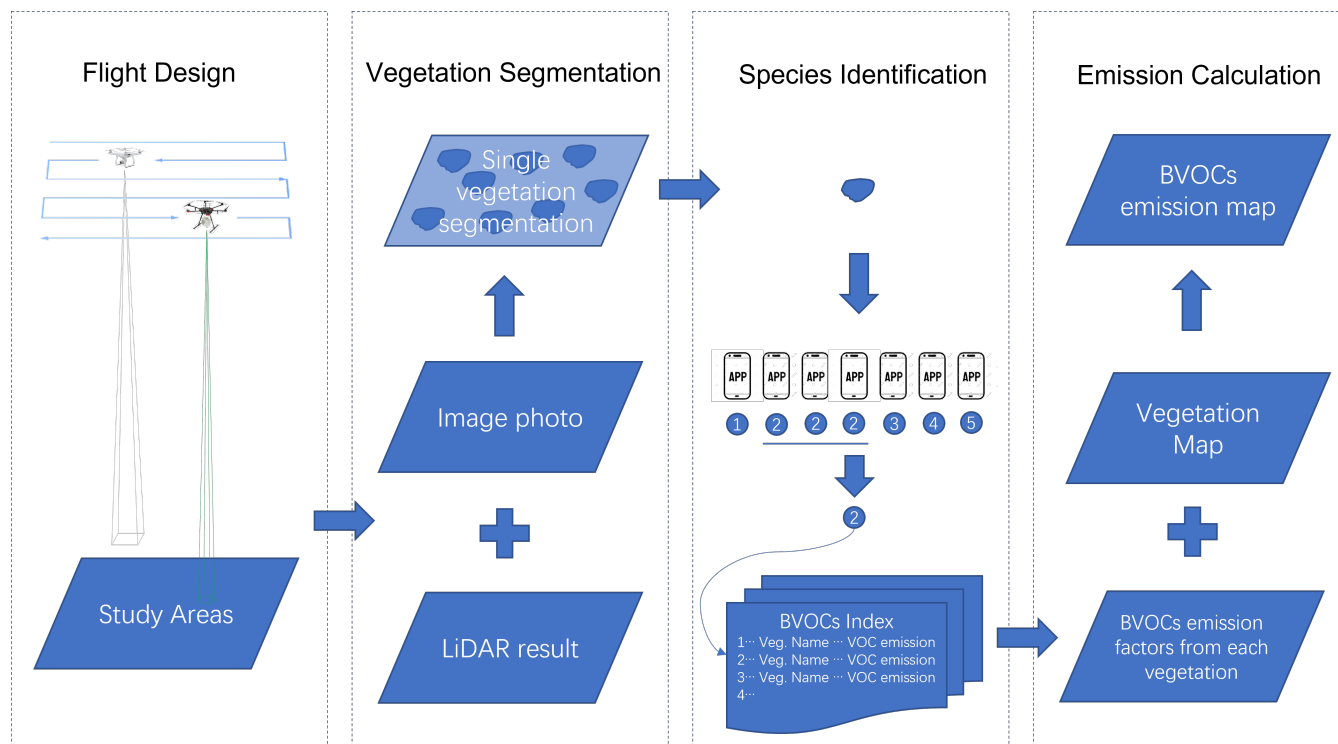 Flight Design
Study Areas
Vegetation Segmentation
Single
vegetation
segmentation
Image photo
LiDAR result
Species Identification
APP APP APP APP APP APP APP
1 2 2 2 3 4 5
2
BVOCs Index
1··· Veg. Name ··· VOC emission
2··· Veg. Name ··· VOC emission
3··· Veg. Name ··· VOC emission
4···
Emission Calculation
BVOCs
emission map
Vegetation
Map
BVOCs emission
factors from each
vegetation